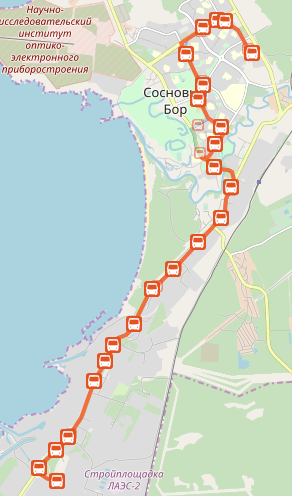 Научно-
исследовательский
институт
оптико-
электронного
приборостроения
Сосновый
Бор
Стройплощадка
ЛАЭС-2